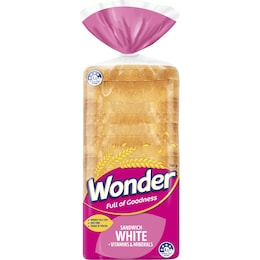 Wonder
Full of Goodness
SANDWICH
WHITE
+ VITAMINS & MINERALS